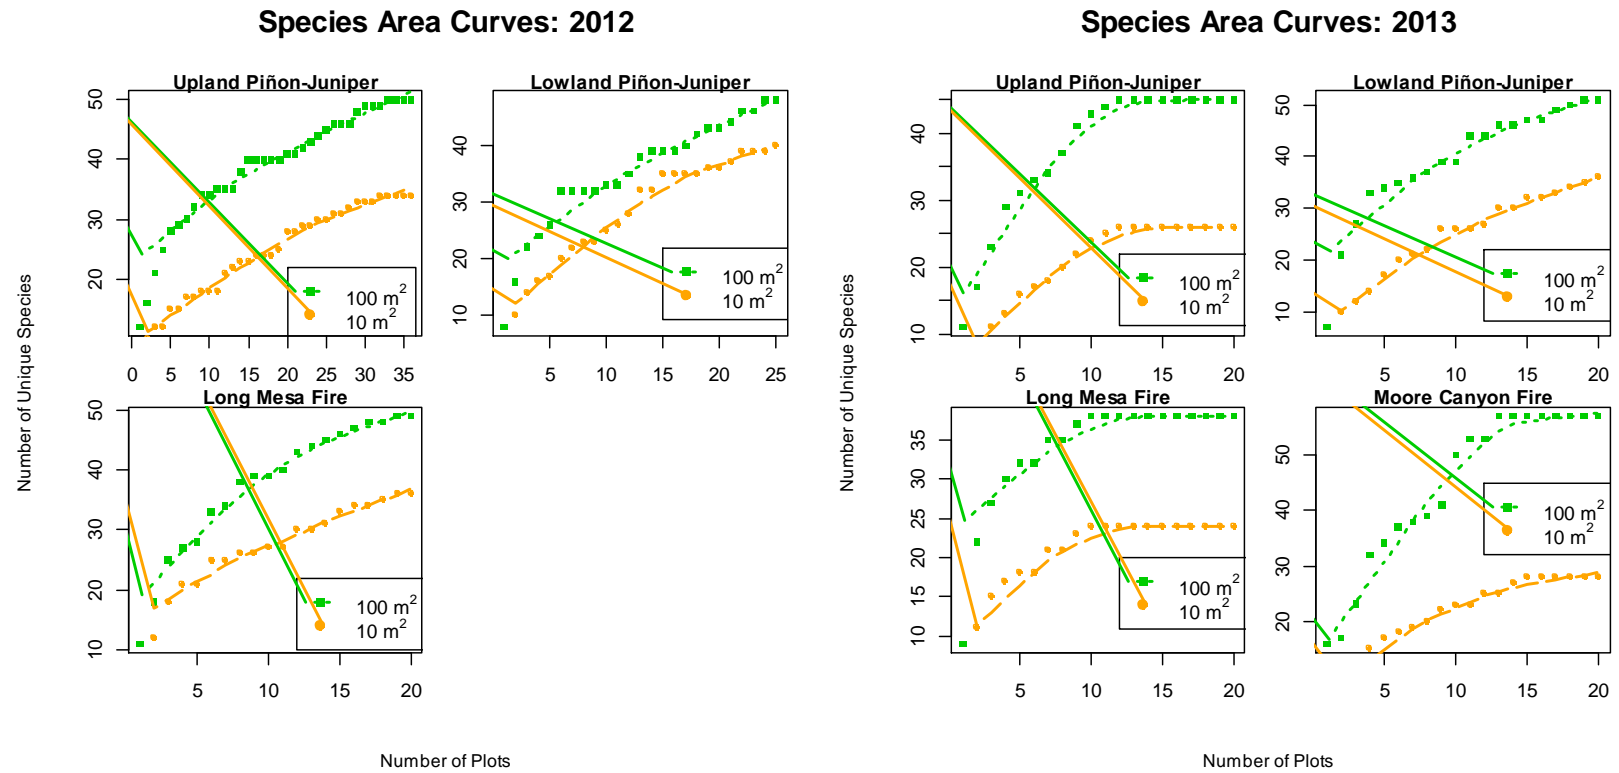 Species Area Curves: 2012
Species Area Curves: 2013
Number of Unique Species
Upland Piñon-Juniper
50
40
30
20
100 m2
10 m2
0 5 10 15 20 25 30 35
Lowland Piñon-Juniper
40
30
20
10
100 m2
10 m2
5 10 15 20 25
Long Mesa Fire
50
40
30
20
10
100 m2
10 m2
5 10 15 20
Number of Plots
Number of Unique Species
Upland Piñon-Juniper
40
30
20
10
100 m2
10 m2
5 10 15 20
Lowland Piñon-Juniper
50
40
30
20
10
100 m2
10 m2
5 10 15 20
Long Mesa Fire
35
30
25
20
15
10
100 m2
10 m2
5 10 15 20
Moore Canyon Fire
50
40
30
20
100 m2
10 m2
5 10 15 20
Number of Plots